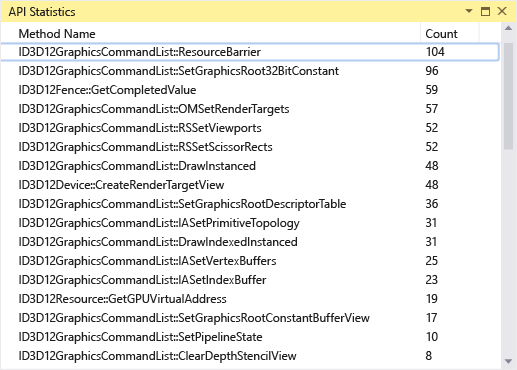 API Statistics
Method Name Count
ID3D12GraphicsCommandList::ResourceBarrier 104
ID3D12GraphicsCommandList::SetGraphicsRoot32BitConstant 96
ID3D12Fence::GetCompletedValue 59
ID3D12GraphicsCommandList::OMSetRenderTargets 57
ID3D12GraphicsCommandList::RSSetViewports 52
ID3D12GraphicsCommandList::RSSetScissorRects 52
ID3D12GraphicsCommandList::DrawInstanced 48
ID3D12Device::CreateRenderTargetView 48
ID3D12GraphicsCommandList::SetGraphicsRootDescriptorTable 36
ID3D12GraphicsCommandList::IASetPrimitiveTopology 31
ID3D12GraphicsCommandList::DrawIndexedInstanced 31
ID3D12GraphicsCommandList::IASetVertexBuffers 25
ID3D12GraphicsCommandList::IASetIndexBuffer 23
ID3D12Resource::GetGPUVirtualAddress 19
ID3D12GraphicsCommandList::SetGraphicsRootConstantBufferView 17
ID3D12GraphicsCommandList::SetPipelineState 10
ID3D12GraphicsCommandList::ClearDepthStencilView 8